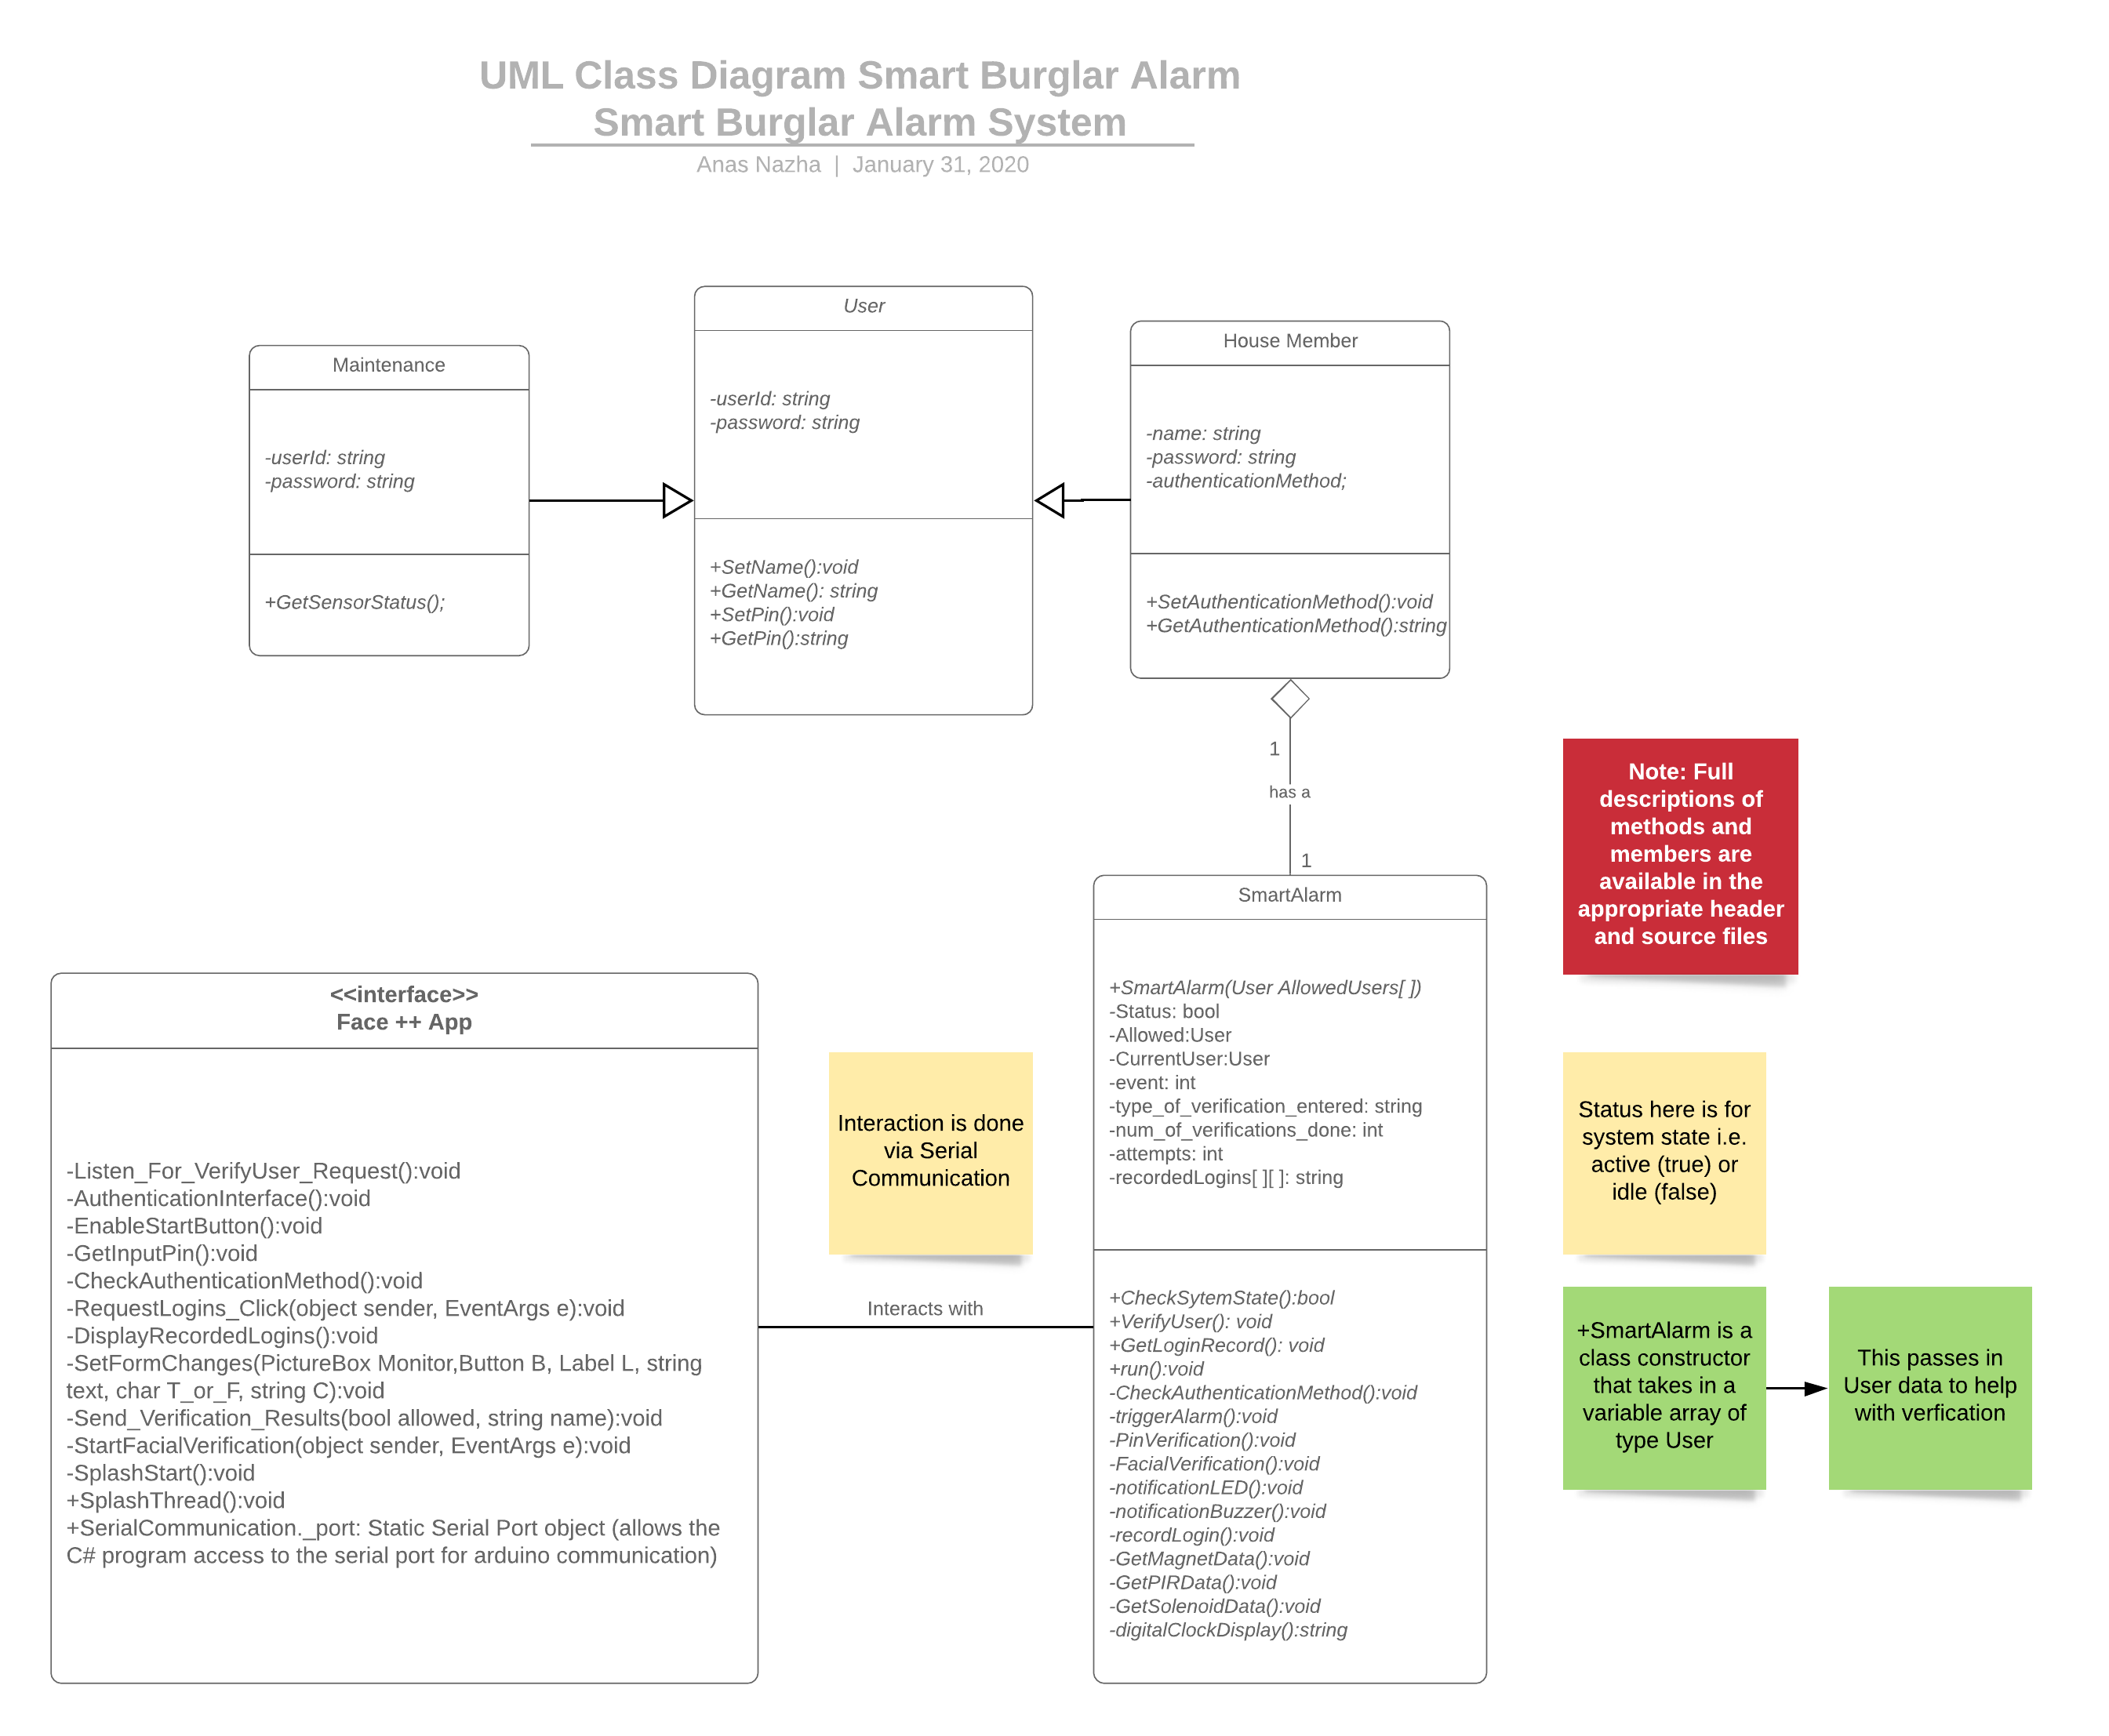 UML Class Diagram Smart Burglar Alarm
Smart Burglar Alarm System
Anas Nazha | January 31, 2020
Maintenance
-userId: string
-password: string
+GetSensorStatus();
User
-userId: string
-password: string
+SetName():void
+GetName(): string
+SetPin():void
+GetPin():string
House Member
-name: string
-password: string
-authenticationMethod;
+SetAuthenticationMethod():void
+GetAuthenticationMethod():string
1
has a
1
Note: Full
descriptions of
methods and
members are
available in the
appropriate header
and source files
<<interface>>
Face ++ App
-Listen_For_VerifyUser_Request():void
-AuthenticationInterface():void
-EnableStartButton():void
-GetInputPin():void
-CheckAuthenticationMethod():void
-RequestLogins_Click(object sender, EventArgs e):void
-DisplayRecordedLogins():void
-SetFormChanges(PictureBox Monitor,Button B, Label L, string
text, char T_or_F, string C):void
-Send_Verification_Results(bool allowed, string name):void
-StartFacialVerification(object sender, EventArgs e):void
-SplashStart():void
+SplashThread():void
+SerialCommunication._port: Static Serial Port object (allows the
C# program access to the serial port for arduino communication)
Interaction is done
via Serial
Communication
Interacts with
SmartAlarm
+SmartAlarm(User AllowedUsers[ ])
-Status: bool
-Allowed:User
-CurrentUser:User
-event: int
-type_of_verification_entered: string
-num_of_verifications_done: int
-attempts: int
-recordedLogins[ ][ ]: string
+CheckSytemState():bool
+VerifyUser(): void
+GetLoginRecord(): void
+run():void
-CheckAuthenticationMethod():void
-triggerAlarm():void
-PinVerification():void
-FacialVerification():void
-notificationLED():void
-notificationBuzzer():void
-recordLogin():void
-GetMagnetData():void
-GetPIRData():void
-GetSolenoidData():void
-digitalClockDisplay():string
Status here is for
system state i.e.
active (true) or
idle (false)
+SmartAlarm is a
class constructor
that takes in a
variable array of
type User
This passes in
User data to help
with verfication